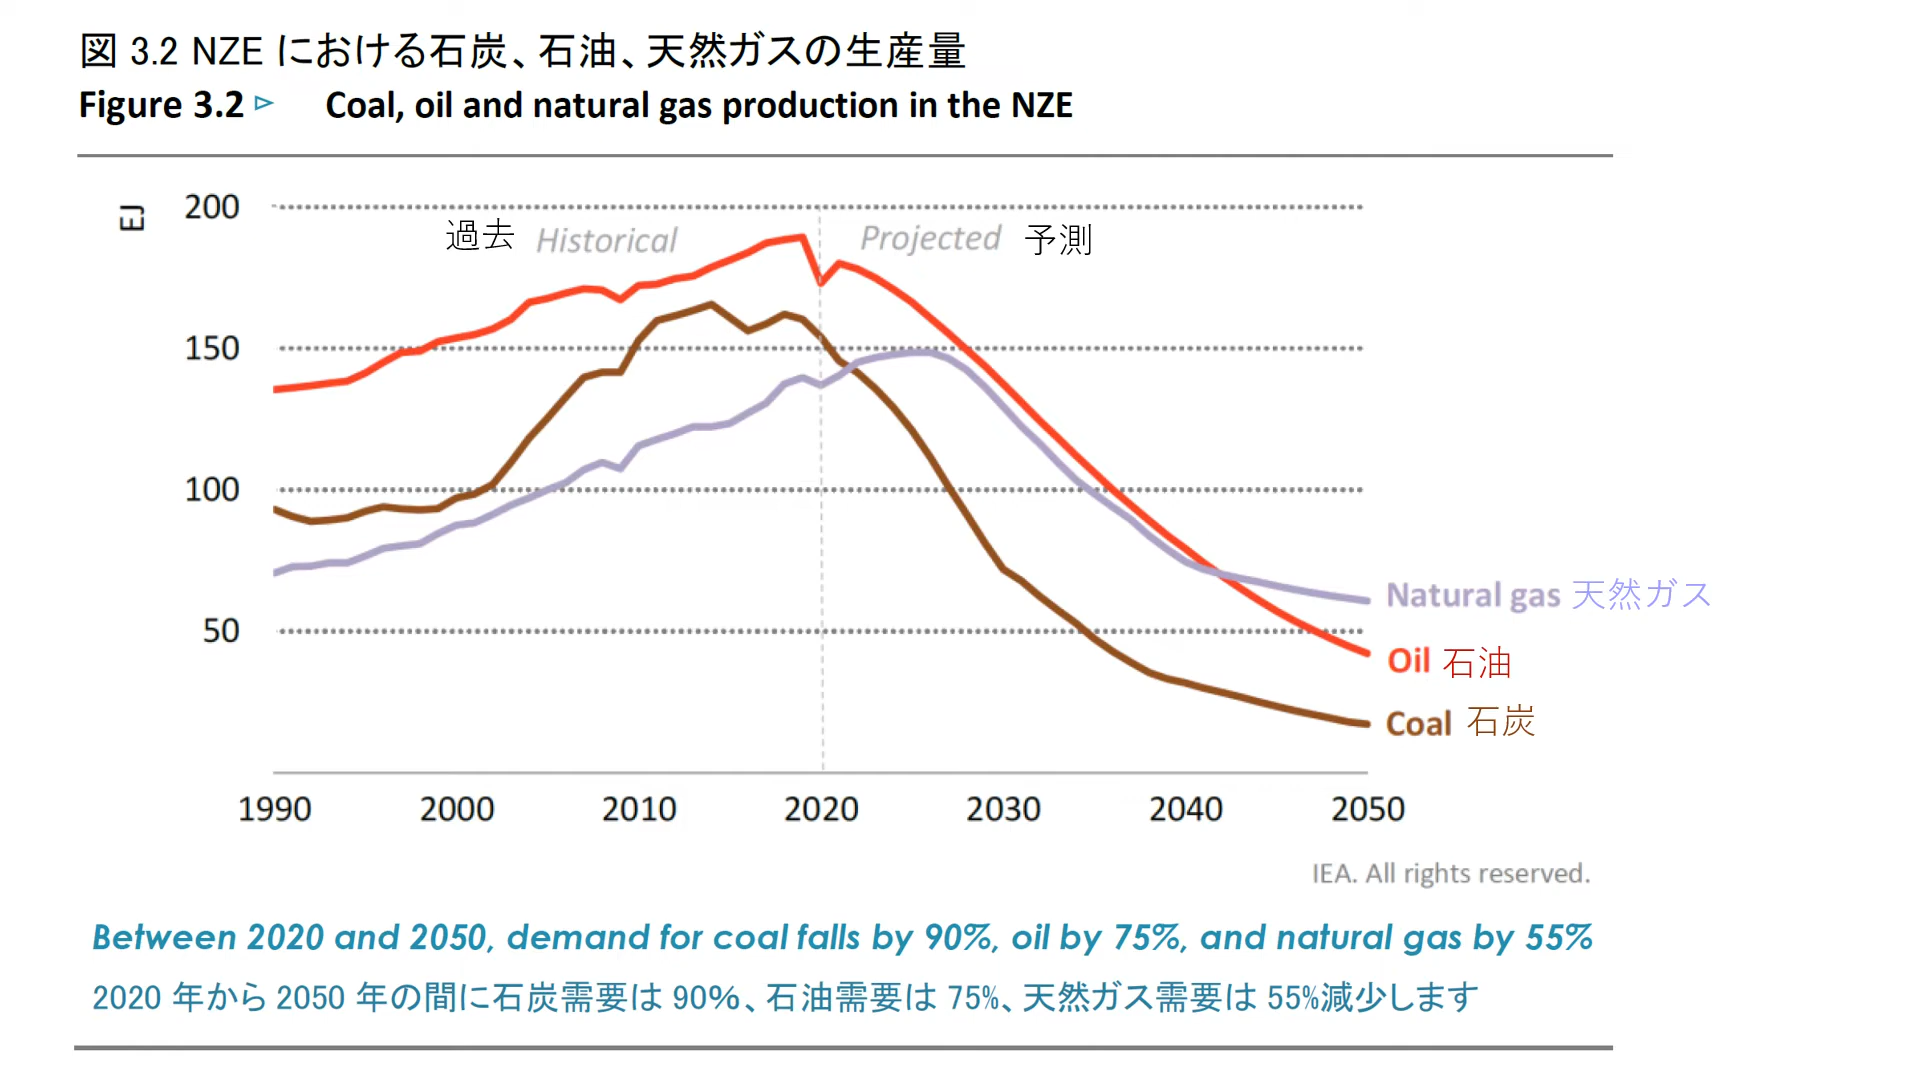 図 3.2 NZE における石炭、石油、天然ガスの生産量
Figure 3.2 ▷ Coal, oil and natural gas production in the NZE
EJ
200
過去 Historical
Projected 予測
150
100
50
Natural gas 天然ガス
Oil 石油
Coal 石炭
1990 2000 2010 2020 2030 2040 2050
IEA. All rights reserved.
Between 2020 and 2050, demand for coal falls by 90%, oil by 75%, and natural gas by 55%
2020 年から 2050 年の間に石炭需要は 90%、石油需要は 75%、天然ガス需要は 55%減少します